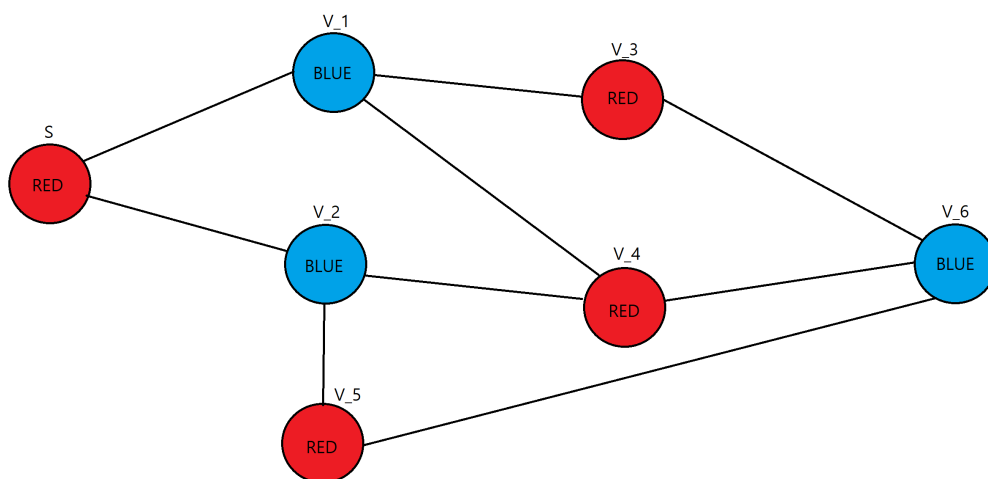 V_1
BLUE
V_3
RED
S
RED
V_2
BLUE
V_4
RED
V_6
BLUE
V_5
RED